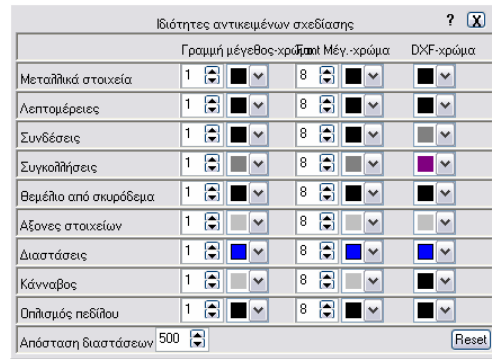 Ιδιότητες αντικειμένων σχεδίασης ? X
Γραμμή μέγεθος-χρώμα Font Μέγ.-χρώμα DXF-χρώμα
Μεταλλικά στοιχεία 1 8
Λεπτομέρειες 1 8
Συνδέσεις 1 8
Συγκολλήσεις 1 8
Θεμέλιο από σκυρόδεμα 1 8
Αξονες στοιχείων 1 8
Διαστάσεις 1 8
Κάνναβος 1 8
Οπλισμός πεδίλου 1 8
Απόσταση διαστάσεων 500 Reset